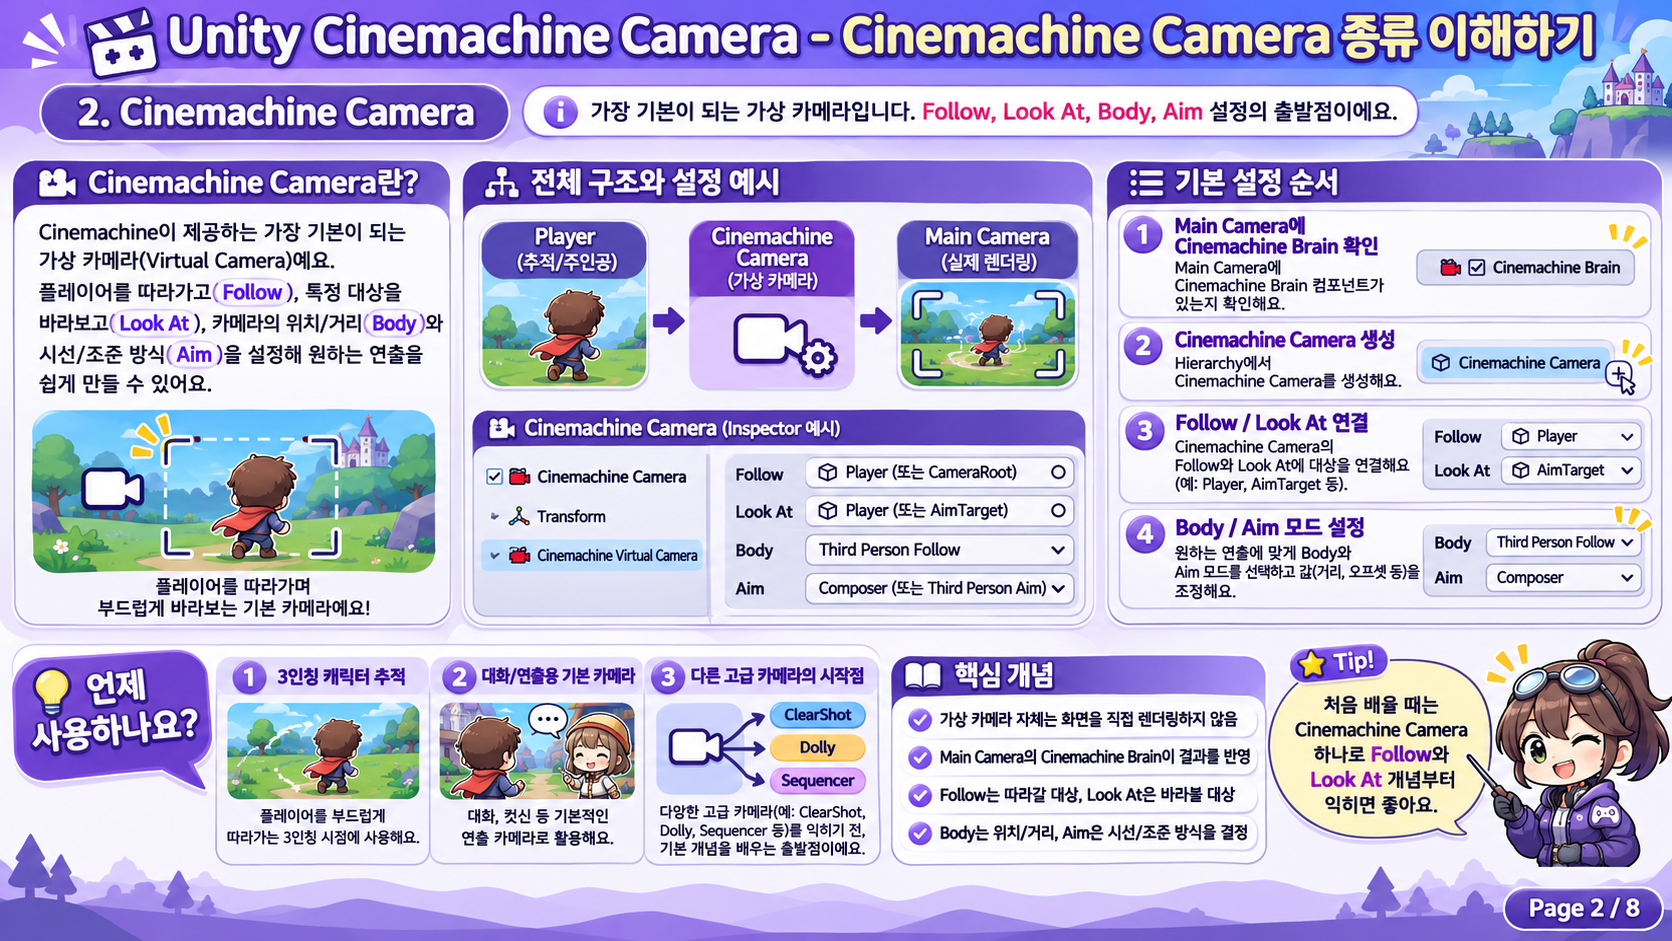 Unity Cinemachine Camera - Cinemachine Camera 종류 이해하기
2. Cinemachine Camera
i
가장 기본이 되는 가상 카메라입니다. Follow, Look At, Body, Aim 설정의 출발점이에요.
Cinemachine Camera란?
Cinemachine이 제공하는 가장 기본이 되는
가상 카메라(Virtual Camera)예요.
플레이어를 따라가고(Follow), 특정 대상을
바라보고(Look At), 카메라의 위치/거리(Body)와
시선/조준 방식(Aim)을 설정해 원하는 연출을
쉽게 만들 수 있어요.
플레이어를 따라가며
부드럽게 바라보는 기본 카메라예요!
전체 구조와 설정 예시
Player
(추적/주인공)
Cinemachine
Camera
(가상 카메라)
Main Camera
(실제 렌더링)
Cinemachine Camera (Inspector 예시)
Cinemachine Camera
Transform
Cinemachine Virtual Camera
Follow
Player (또는 CameraRoot)
Look At
Player (또는 AimTarget)
Body
Third Person Follow
Aim
Composer (또는 Third Person Aim)
기본 설정 순서
1
Main Camera에
Cinemachine Brain 확인
Main Camera에
Cinemachine Brain 컴포넌트가
있는지 확인해요.
Cinemachine Brain
2
Cinemachine Camera 생성
Hierarchy에서
Cinemachine Camera를 생성해요.
Cinemachine Camera
3
Follow / Look At 연결
Cinemachine Camera의
Follow와 Look At에 대상을 연결해요
(예: Player, AimTarget 등).
Follow
Player
Look At
AimTarget
4
Body / Aim 모드 설정
원하는 연출에 맞게 Body와
Aim 모드를 선택하고 값(거리, 오프셋 등)을
조정해요.
Body
Third Person Follow
Aim
Composer
언제
사용하나요?
1 3인칭 캐릭터 추적
플레이어를 부드럽게
따라가는 3인칭 시점에 사용해요.
2 대화/연출용 기본 카메라
대화, 컷신 등 기본적인
연출 카메라로 활용해요.
3 다른 고급 카메라의 시작점
ClearShot
Dolly
Sequencer
다양한 고급 카메라(예: ClearShot,
Dolly, Sequencer 등)를 익히기 전,
기본 개념을 배우는 출발점이에요.
핵심 개념
가상 카메라 자체는 화면을 직접 렌더링하지 않음
Main Camera의 Cinemachine Brain이 결과를 반영
Follow는 따라갈 대상, Look At은 바라볼 대상
Body는 위치/거리, Aim은 시선/조준 방식을 결정
Tip!
처음 배울 때는
Cinemachine Camera
하나로 Follow와
Look At 개념부터
익히면 좋아요.
Page 2 / 8